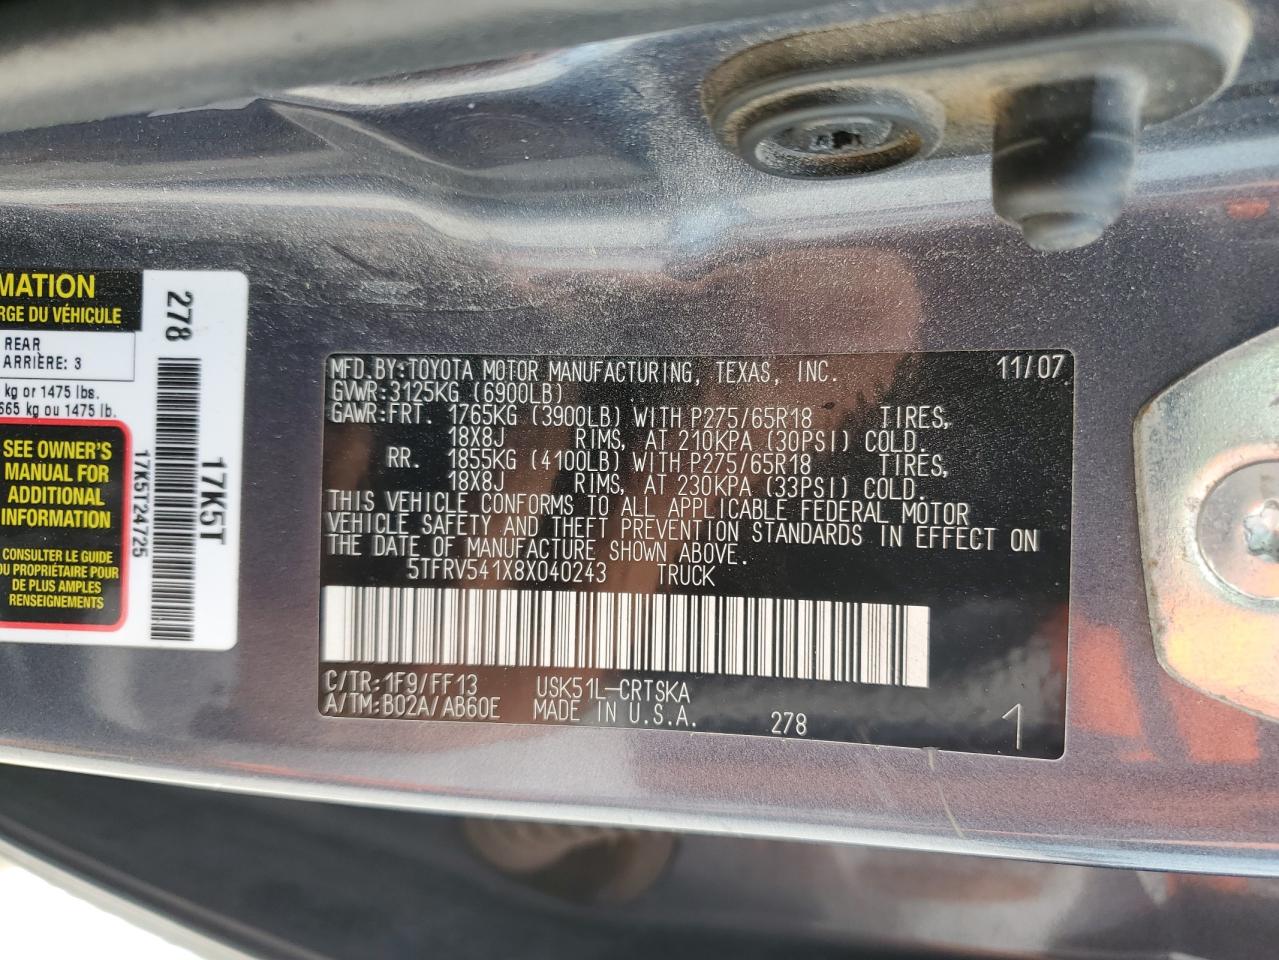 MATION
RGE DU VÉHICULE
REAR
ARRIÈRE: 3
kg or 1475 lbs.
665 kg ou 1475 lb.
SEE OWNER'S
MANUAL FOR
ADDITIONAL
INFORMATION
CONSULTER LE GUIDE
DU PROPRIÉTAIRE POUR
DE PLUS AMPLES
RENSEIGNEMENTS
278
17K5T
17K5T24725
MFD.BY:TOYOTA MOTOR MANUFACTURING, TEXAS, INC. 11/07
GVWR:3125KG (6900LB)
GAWR:FRT. 1765KG (3900LB) WITH P275/65R18 TIRES,
18X8J RIMS, AT 210KPA (30PSI) COLD.
RR. 1855KG (4100LB) WITH P275/65R18 TIRES,
18X8J RIMS, AT 230KPA (33PSI) COLD.
THIS VEHICLE CONFORMS TO ALL APPLICABLE FEDERAL MOTOR
VEHICLE SAFETY AND THEFT PREVENTION STANDARDS IN EFFECT ON
THE DATE OF MANUFACTURE SHOWN ABOVE.
5TFRV541X8X040243 TRUCK
C/TR:1F9/FF13 USK51L-CRTSKA
A/TM:B02A/AB60E MADE IN U.S.A. 278 1